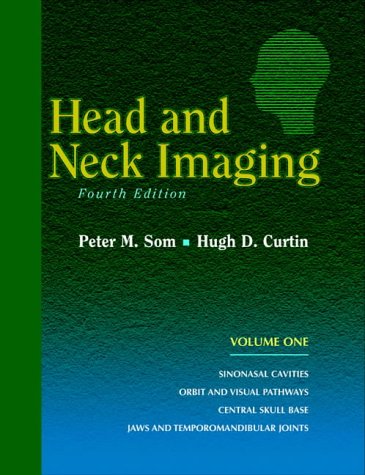 Head and
Neck Imaging
Fourth Edition
Peter M. Som ■ Hugh D. Curtin
VOLUME ONE
SINONASAL CAVITIES
ORBIT AND VISUAL PATHWAYS
CENTRAL SKULL BASE
JAWS AND TEMPOROMANDIBULAR JOINTS